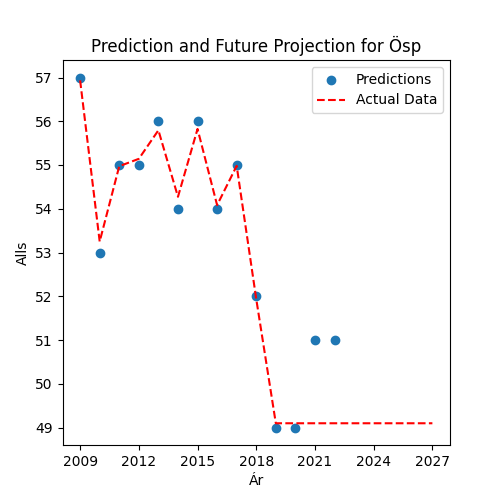 Prediction and Future Projection for Ösp
Predictions
Actual Data
57
56
55
54
53
52
51
50
49
Alls
2009 2012 2015 2018 2021 2024 2027
Ár